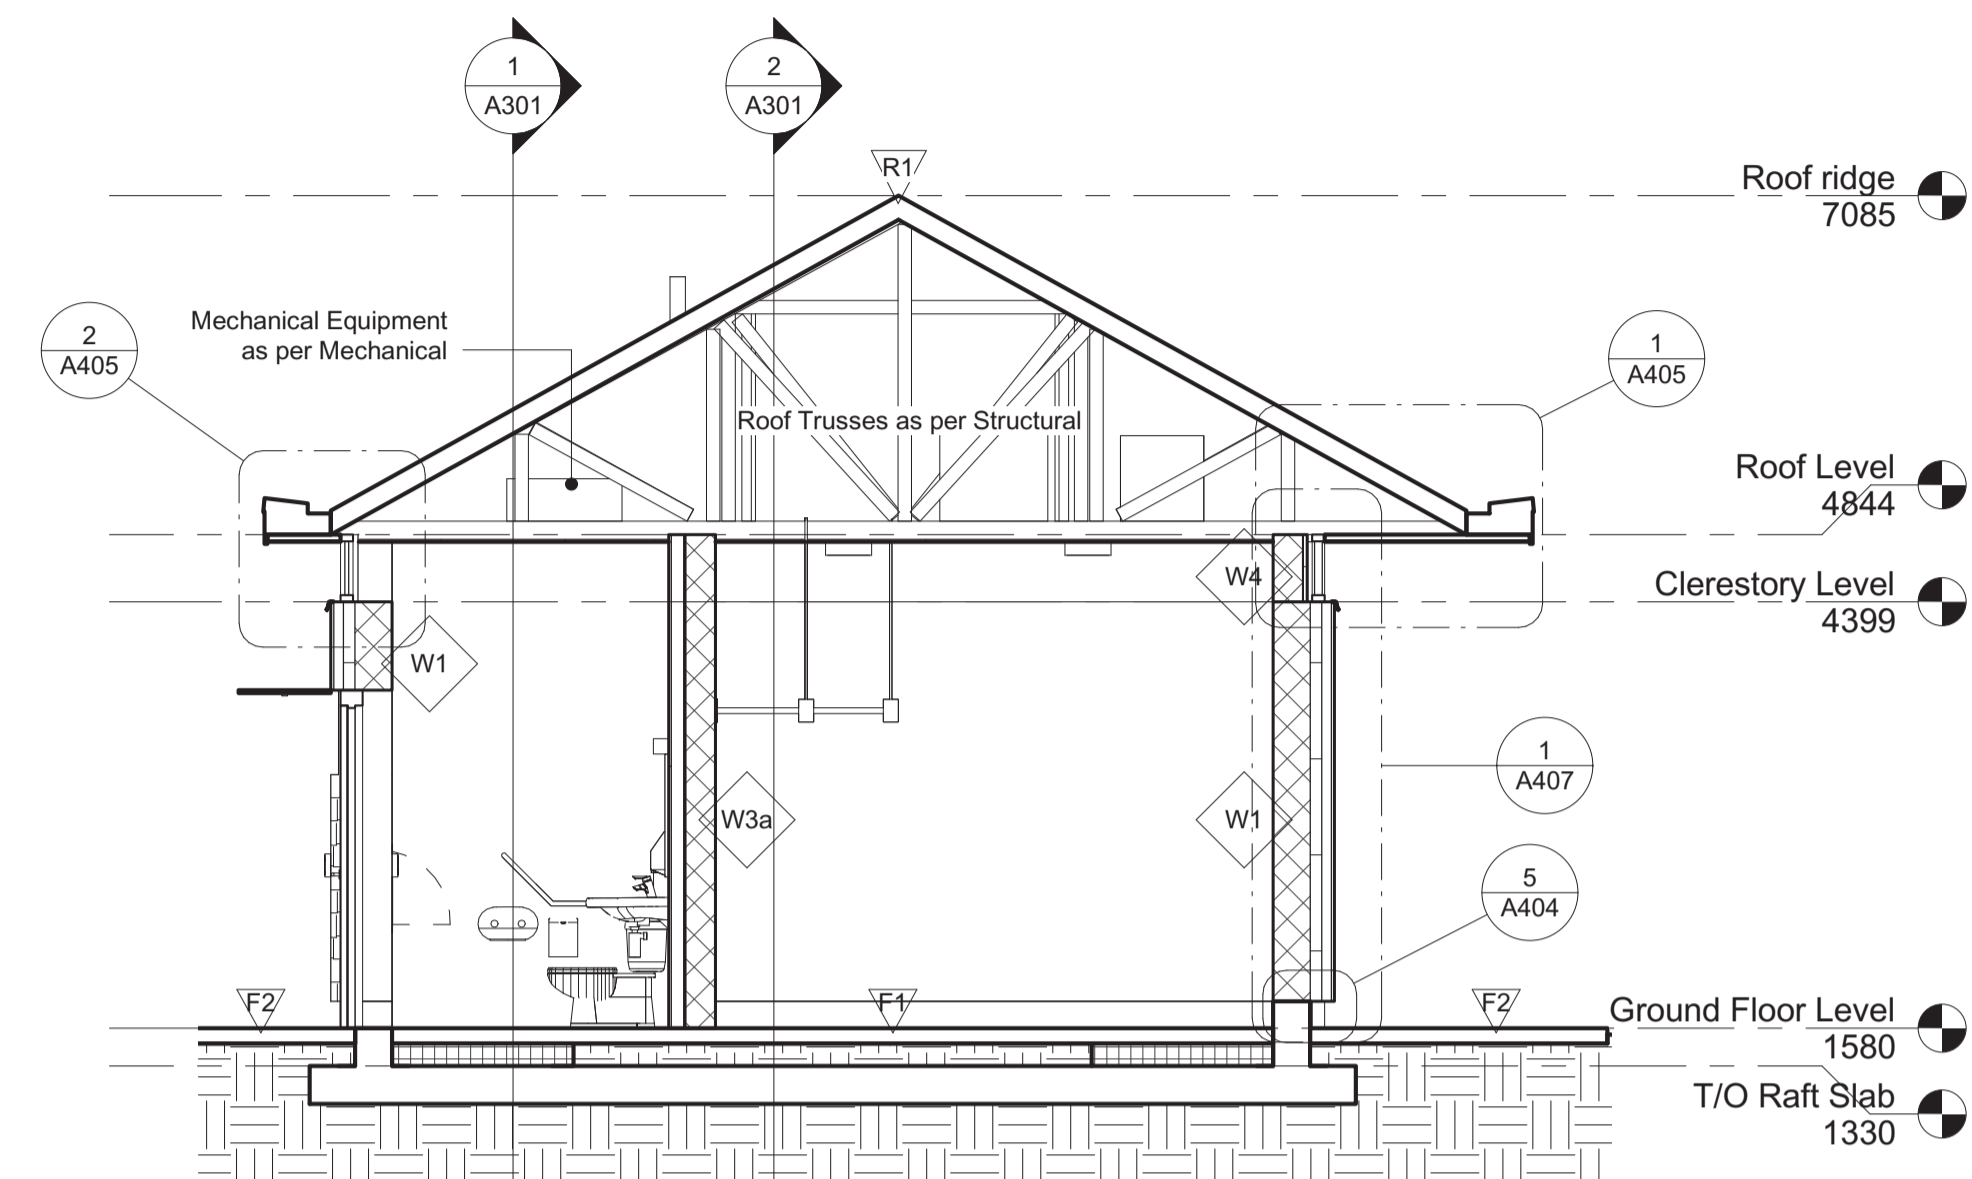 1
A301
2
A301
R1
Roof ridge
7085
Mechanical Equipment
as per Mechanical
2
A405
1
A405
Roof Trusses as per Structural
Roof Level
4844
W4
Clerestory Level
4399
W1
1
A407
W3a
W1
5
A404
F2
F1
F2
Ground Floor Level
1580
T/O Raft Slab
1330